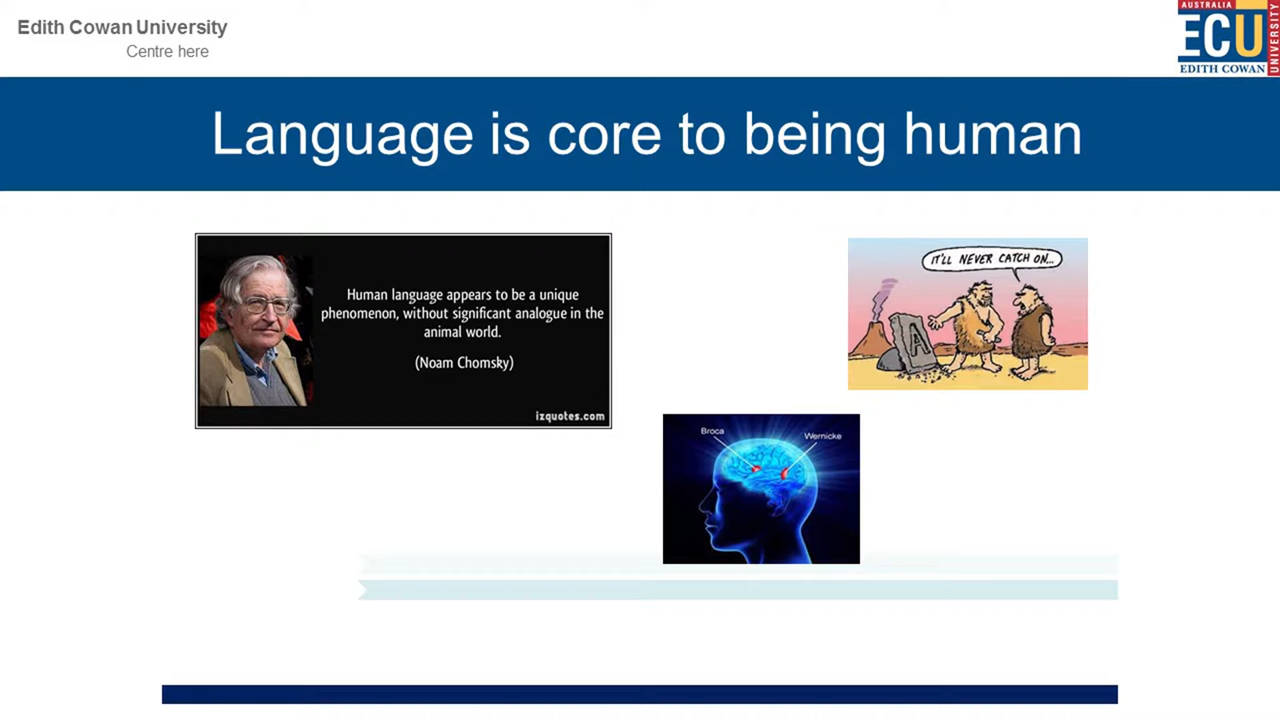 Edith Cowan University
Centre here
AUSTRALIA
ECU
EDITH COWAN
UNIVERSITY
Language is core to being human
Human language appears to be a unique
phenomenon, without significant analogue in the
animal world.
(Noam Chomsky)
izquotes.com
IT'LL NEVER CATCH ON...
A
Broca
Wernicke